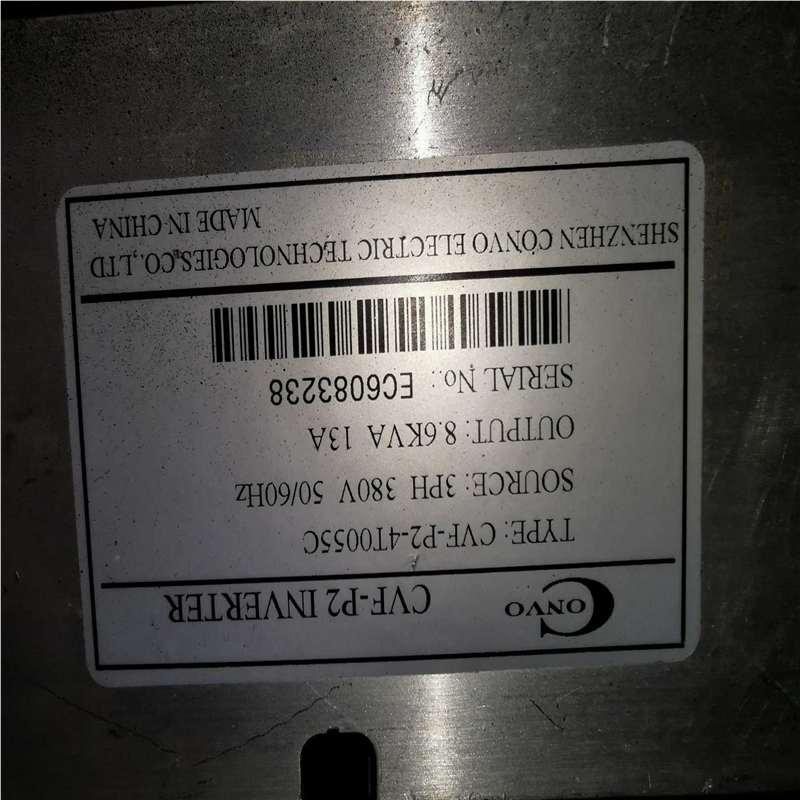 CONVO CVF-P2 INVERTER
TYPE: CVF-P2-4T0055C
SOURCE: 3PH 380V 50/60Hz
OUTPUT: 8.6KVA 13A
SERIAL No.: EC6083238
SHENZHEN CONVO ELECTRIC TECHNOLOGIES CO.,LTD
MADE IN CHINA